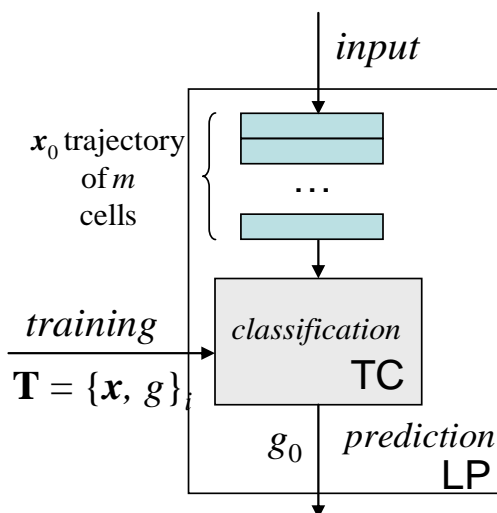 input
x₀ trajectory
of m
cells
...
training
T = {x, g}ᵢ
classification
TC
g₀
prediction
LP